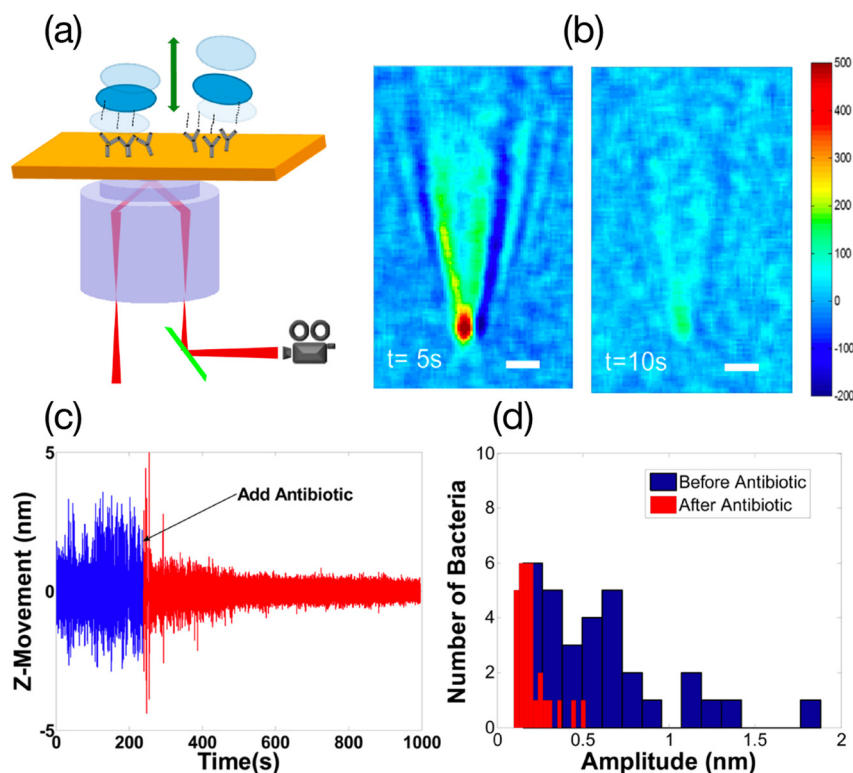 (a)
(b)
t= 5s
t=10s
500
400
300
200
100
0
-100
-200
(c)
Z-Movement (nm)
5
0
-5
Add Antibiotic
0 200 400 600 800 1000
Time(s)
(d)
Number of Bacteria
10
8
6
4
2
0
Before Antibiotic
After Antibiotic
0 0.5 1 1.5 2
Amplitude (nm)